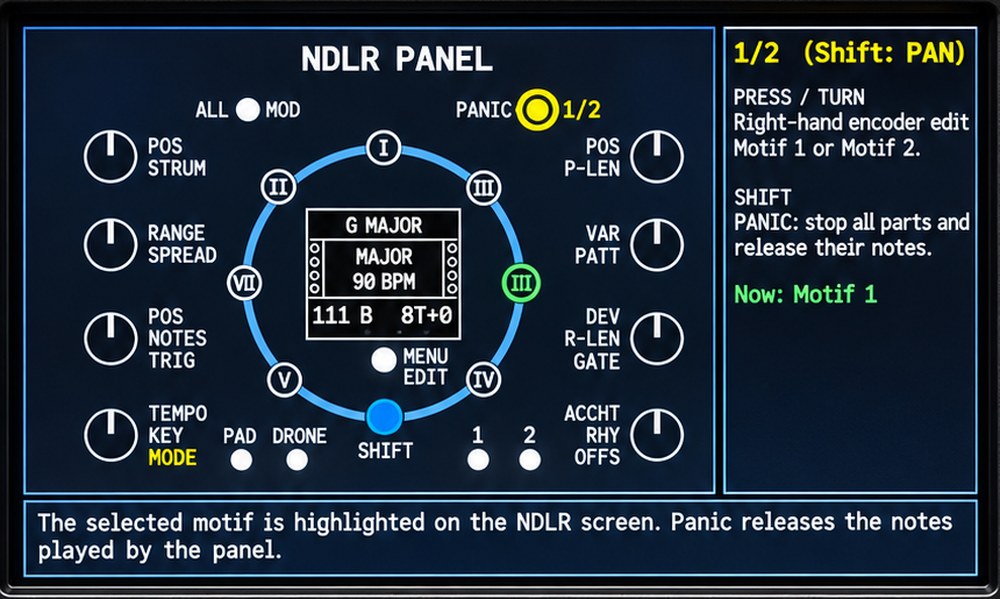 NDLR PANEL
ALL MOD
PANIC 1/2
POS
STRUM
RANGE
SPREAD
POS
NOTES
TRIG
TEMPO
KEY
MODE
PAD DRONE
I
II
III
VII
III
V
IV
G MAJOR
MAJOR
90 BPM
111 B 8T+0
MENU
EDIT
SHIFT
1 2
POS
P-LEN
VAR
PATT
DEV
R-LEN
GATE
ACCHT
RHY
OFFS
1/2 (Shift: PAN)
PRESS / TURN
Right-hand encoder edit
Motif 1 or Motif 2.
SHIFT
PANIC: stop all parts and
release their notes.
Now: Motif 1
The selected motif is highlighted on the NDLR screen. Panic releases the notes
played by the panel.